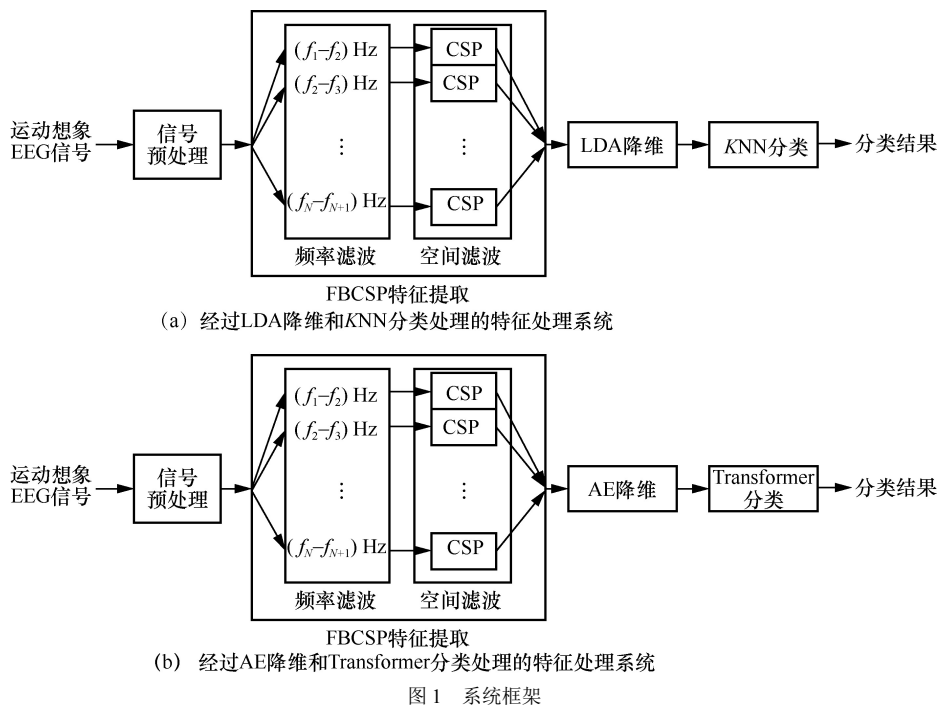 运动想象
EEG信号
信号
预处理
(f1–f2) Hz
(f2–f3) Hz
⋮
(fN–fN+1) Hz
频率滤波
CSP
CSP
⋮
CSP
空间滤波
FBCSP特征提取
LDA降维
KNN分类
分类结果
(a) 经过LDA降维和KNN分类处理的特征处理系统
运动想象
EEG信号
信号
预处理
(f1–f2) Hz
(f2–f3) Hz
⋮
(fN–fN+1) Hz
频率滤波
CSP
CSP
⋮
CSP
空间滤波
FBCSP特征提取
AE降维
Transformer
分类
分类结果
(b) 经过AE降维和Transformer分类处理的特征处理系统
图 1 系统框架